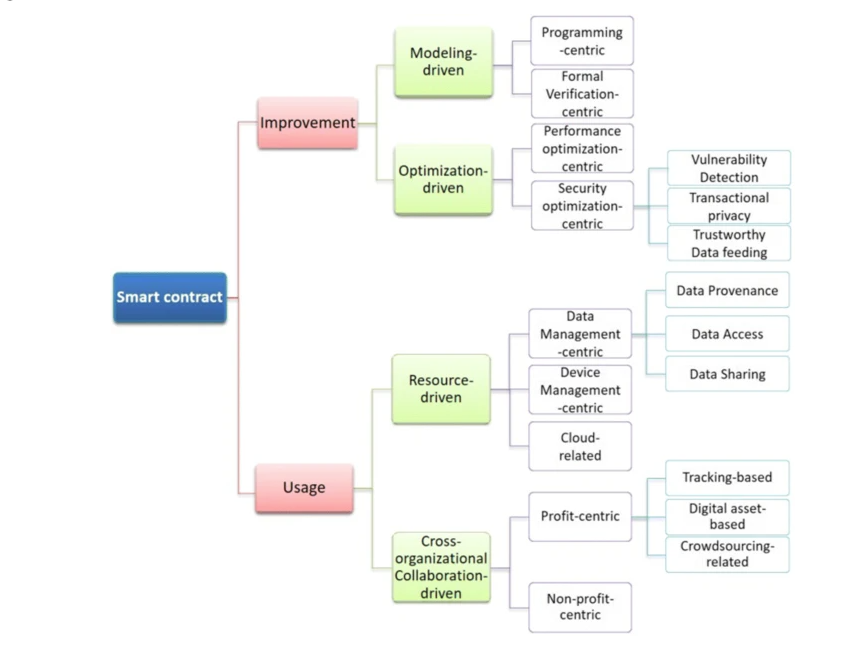 Modeling-
driven
Programming
-centric
Formal
Verification-
centric
Improvement
Optimization-
driven
Performance
optimization-
centric
Security
optimization-
centric
Vulnerability
Detection
Transactional
privacy
Trustworthy
Data feeding
Smart contract
Resource-
driven
Data
Management
-centric
Data Provenance
Data Access
Data Sharing
Device
Management
-centric
Cloud-
related
Usage
Cross-
organizational
Collaboration-
driven
Profit-centric
Tracking-based
Digital asset-
based
Crowdsourcing-
related
Non-profit-
centric